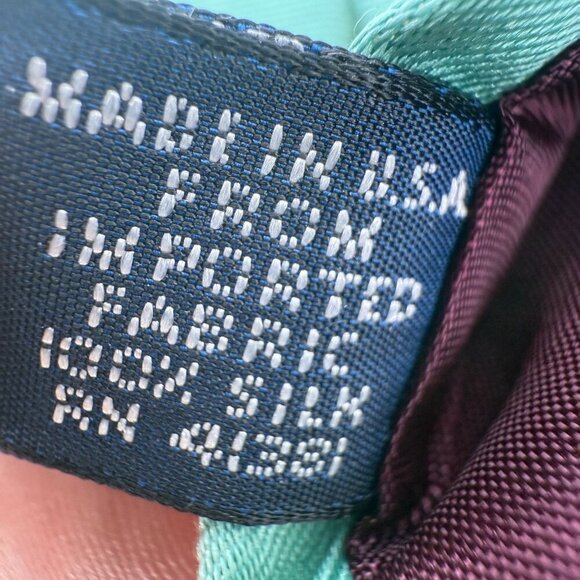 MADE IN U.S.A
FROM
IMPORTED
FABRIC
100% SILK
RN 41381